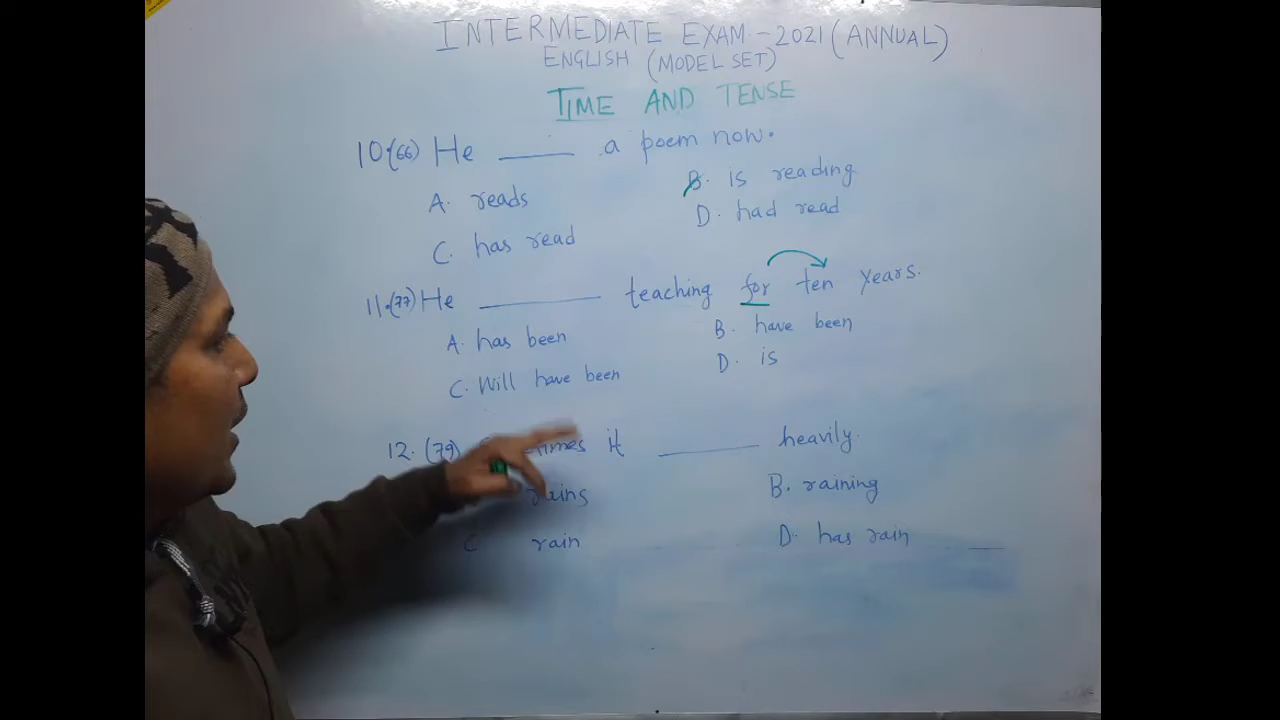 INTERMEDIATE EXAM - 2021 (ANNUAL)
ENGLISH (MODEL SET)
TIME AND TENSE
10.(66) He ______ a poem now.
A. reads B. is reading
C. has read D. had read
11.(77) He ______ teaching for ten years.
A. has been B. have been
C. Will have been D. is
12. (79) it ______ heavily.
rains B. raining
C rain D. has rain